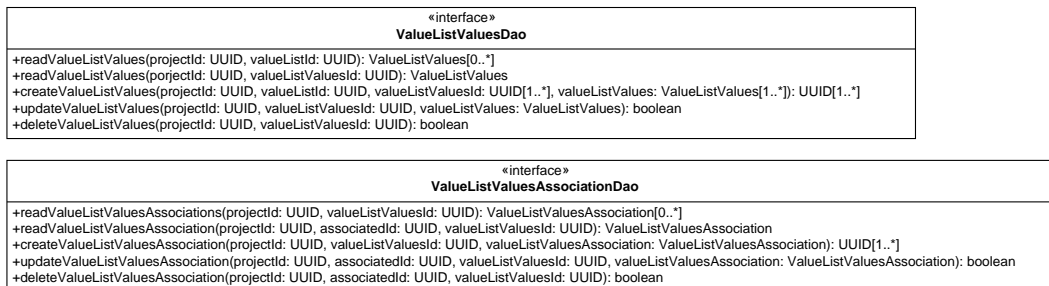 «interface»
ValueListValuesDao
+readValueListValues(projectId: UUID, valueListId: UUID): ValueListValues[0..*]
+readValueListValues(porjectId: UUID, valueListValuesId: UUID): ValueListValues
+createValueListValues(projectId: UUID, valueListId: UUID, valueListValuesId: UUID[1..*], valueListValues: ValueListValues[1..*]): UUID[1..*]
+updateValueListValues(projectId: UUID, valueListValuesId: UUID, valueListValues: ValueListValues): boolean
+deleteValueListValues(projectId: UUID, valueListValuesId: UUID): boolean
«interface»
ValueListValuesAssociationDao
+readValueListValuesAssociations(projectId: UUID, valueListValuesId: UUID): ValueListValuesAssociation[0..*]
+readValueListValuesAssociation(projectId: UUID, associatedId: UUID, valueListValuesId: UUID): ValueListValuesAssociation
+createValueListValuesAssociation(projectId: UUID, valueListValuesId: UUID, valueListValuesAssociation: ValueListValuesAssociation): UUID[1..*]
+updateValueListValuesAssociation(projectId: UUID, associatedId: UUID, valueListValuesId: UUID, valueListValuesAssociation: ValueListValuesAssociation): boolean
+deleteValueListValuesAssociation(projectId: UUID, associatedId: UUID, valueListValuesId: UUID): boolean